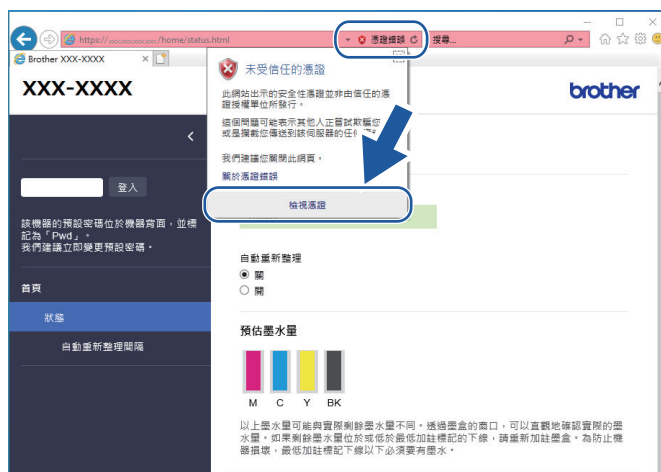 https://xxx.xxx.xxx.xxx/home/status.html
憑證錯誤
搜尋...
Brother XXX-XXXX
XXX-XXXX
brother
未受信任的憑證
此網站出示的安全性憑證並非由信任的憑
證授權單位所發行。
這個問題可能表示其他人正嘗試欺騙您
或是攔截您傳送到該伺服器的任何
我們建議您關閉此網頁。
關於憑證錯誤
檢視憑證
登入
該機器的預設密碼位於機器背面，並標
記為「Pwd」。
我們建議立即變更預設密碼。
首頁
狀態
自動重新整理間隔
自動重新整理
關
開
預估墨水量
M C Y BK
以上墨水量可能與實際剩餘墨水量不同。透過墨盒的窗口，可以直觀地確認實際的墨
水量。如果剩餘墨水量位於或低於最低加註標記的下線，請重新加註墨盒。為防止機
器損壞，最低加註標記下線以下必須要有墨水。